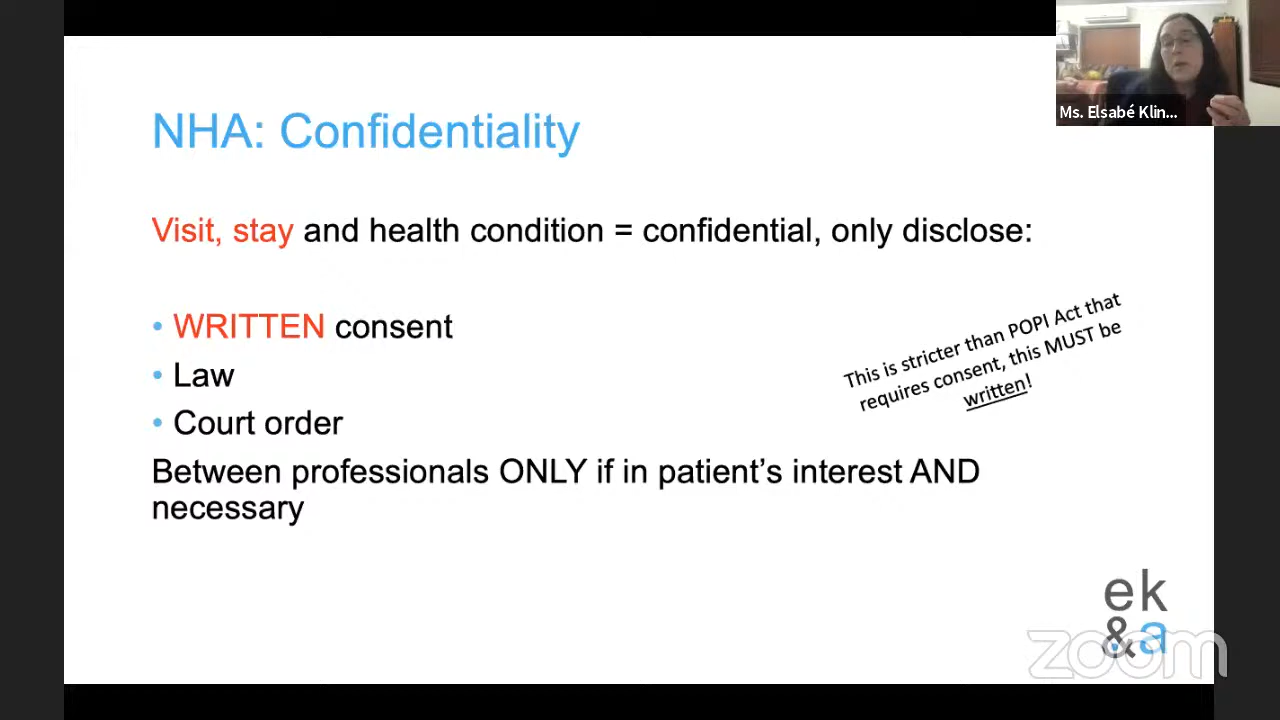 Ms. Elsabé Klin...
NHA: Confidentiality
Visit, stay and health condition = confidential, only disclose:
• WRITTEN consent
• Law
• Court order
Between professionals ONLY if in patient’s interest AND
necessary
This is stricter than POPI Act that
requires consent, this MUST be
written!
ek
&a
zoom